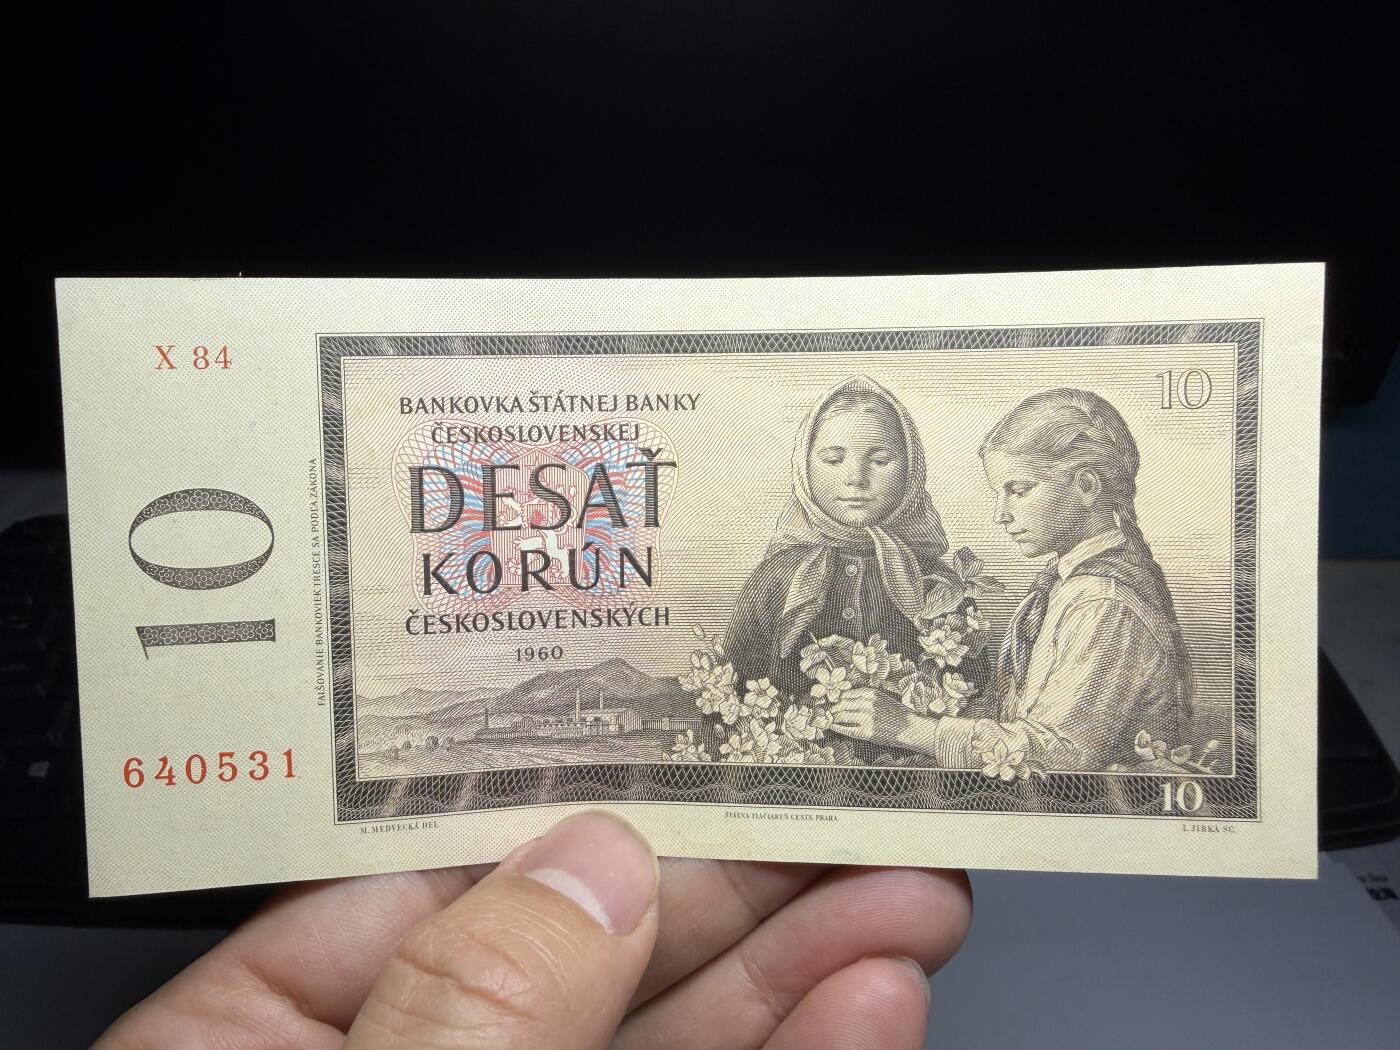 X 84
10
640531
FALŠOVANIE BANKOVIEK TRESCE SA PODĽA ZÁKONA
BANKOVKA ŠTÁTNEJ BANKY
ČESKOSLOVENSKEJ
DESAŤ
KORÚN
ČESKOSLOVENSKÝCH
1960
10
10
M. MEDVECKÁ DEL.
ŠTÁTNA TLAČIAREŇ CENÍN, PRAHA
I. JIRKA SC.